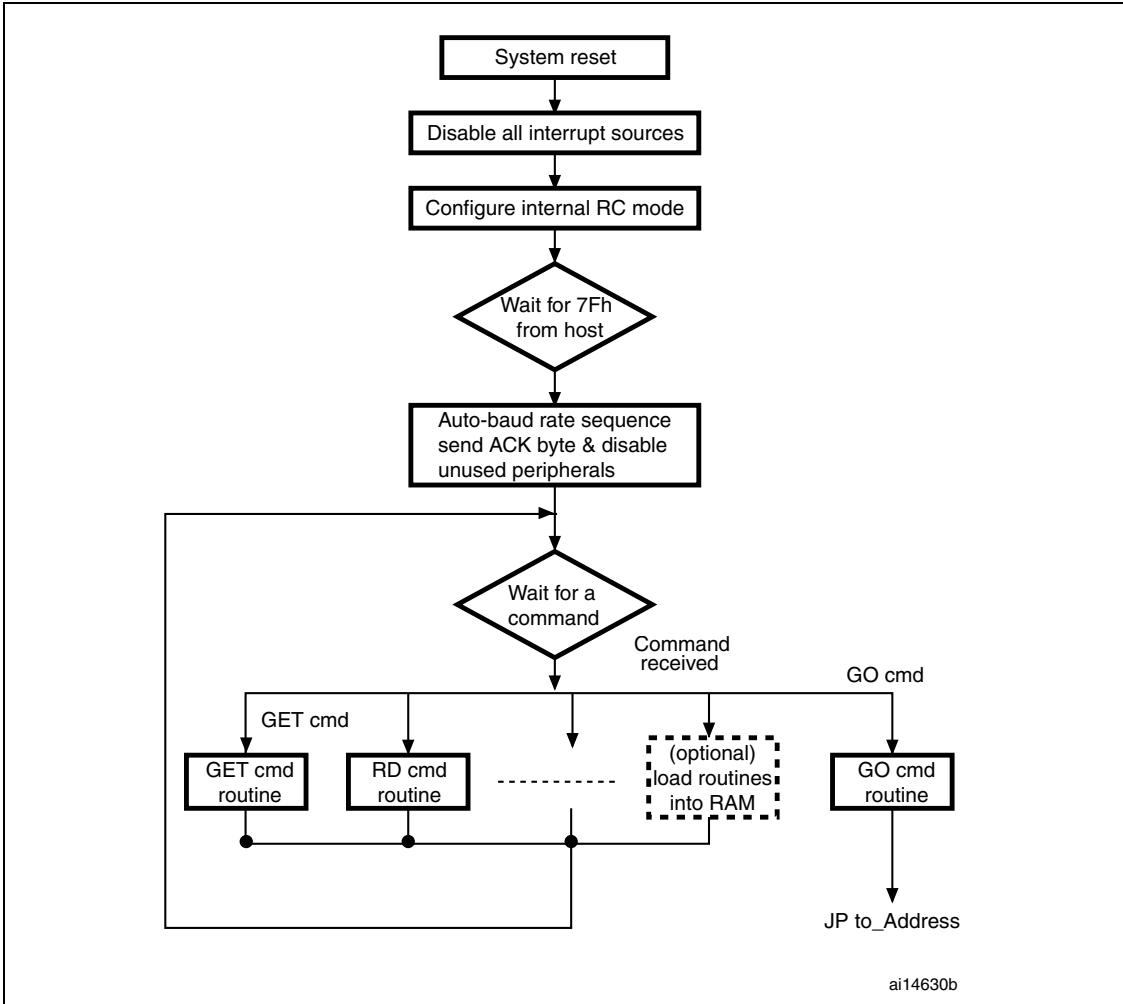 System reset
Disable all interrupt sources
Configure internal RC mode
Wait for 7Fh
from host
Auto-baud rate sequence
send ACK byte & disable
unused peripherals
Wait for a
command
Command
received
GO cmd
GET cmd
GET cmd
routine
RD cmd
routine
(optional)
load routines
into RAM
GO cmd
routine
JP to_Address
ai14630b